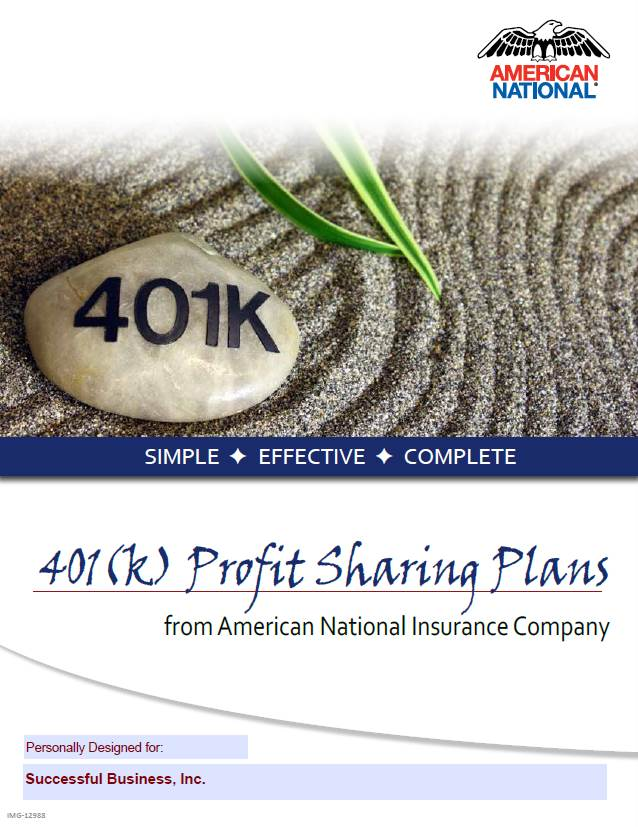 AMERICAN
NATIONAL
401K
SIMPLE ✦ EFFECTIVE ✦ COMPLETE
401(k) Profit Sharing Plans
from American National Insurance Company
Personally Designed for:
Successful Business, Inc.
IMG-12988